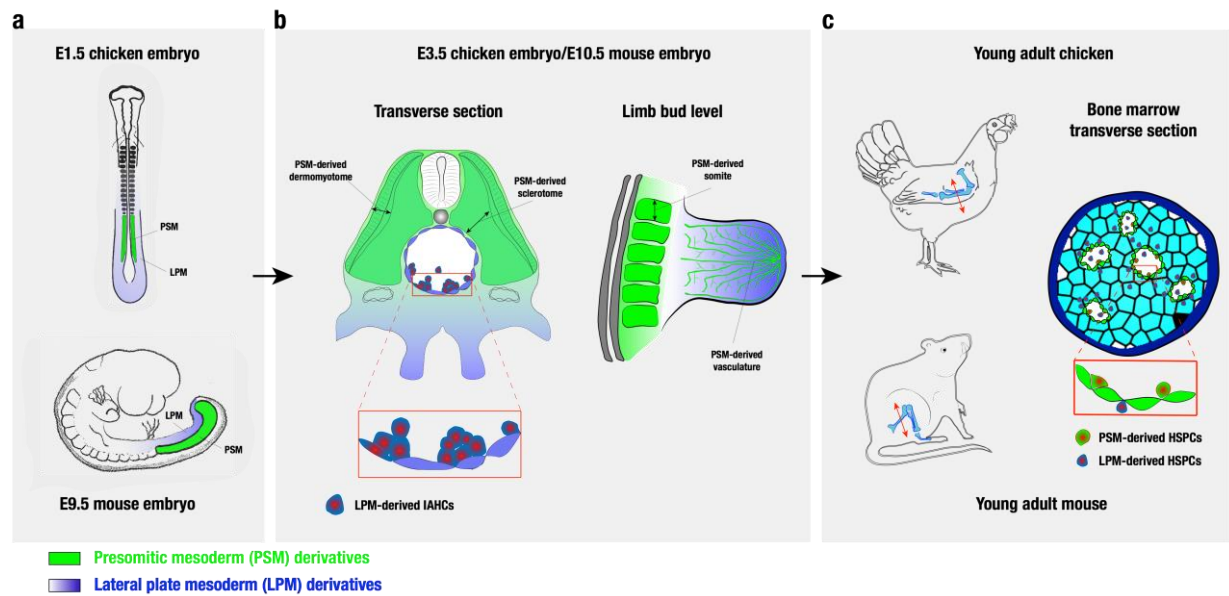 a
E1.5 chicken embryo
PSM
LPM
LPM
PSM
E9.5 mouse embryo
b
E3.5 chicken embryo/E10.5 mouse embryo
Transverse section
PSM-derived
dermomyotome
PSM-derived
sclerotome
LPM-derived IAHCs
Limb bud level
PSM-derived
somite
PSM-derived
vasculature
c
Young adult chicken
Bone marrow
transverse section
PSM-derived HSPCs
LPM-derived HSPCs
Young adult mouse
Presomitic mesoderm (PSM) derivatives
Lateral plate mesoderm (LPM) derivatives